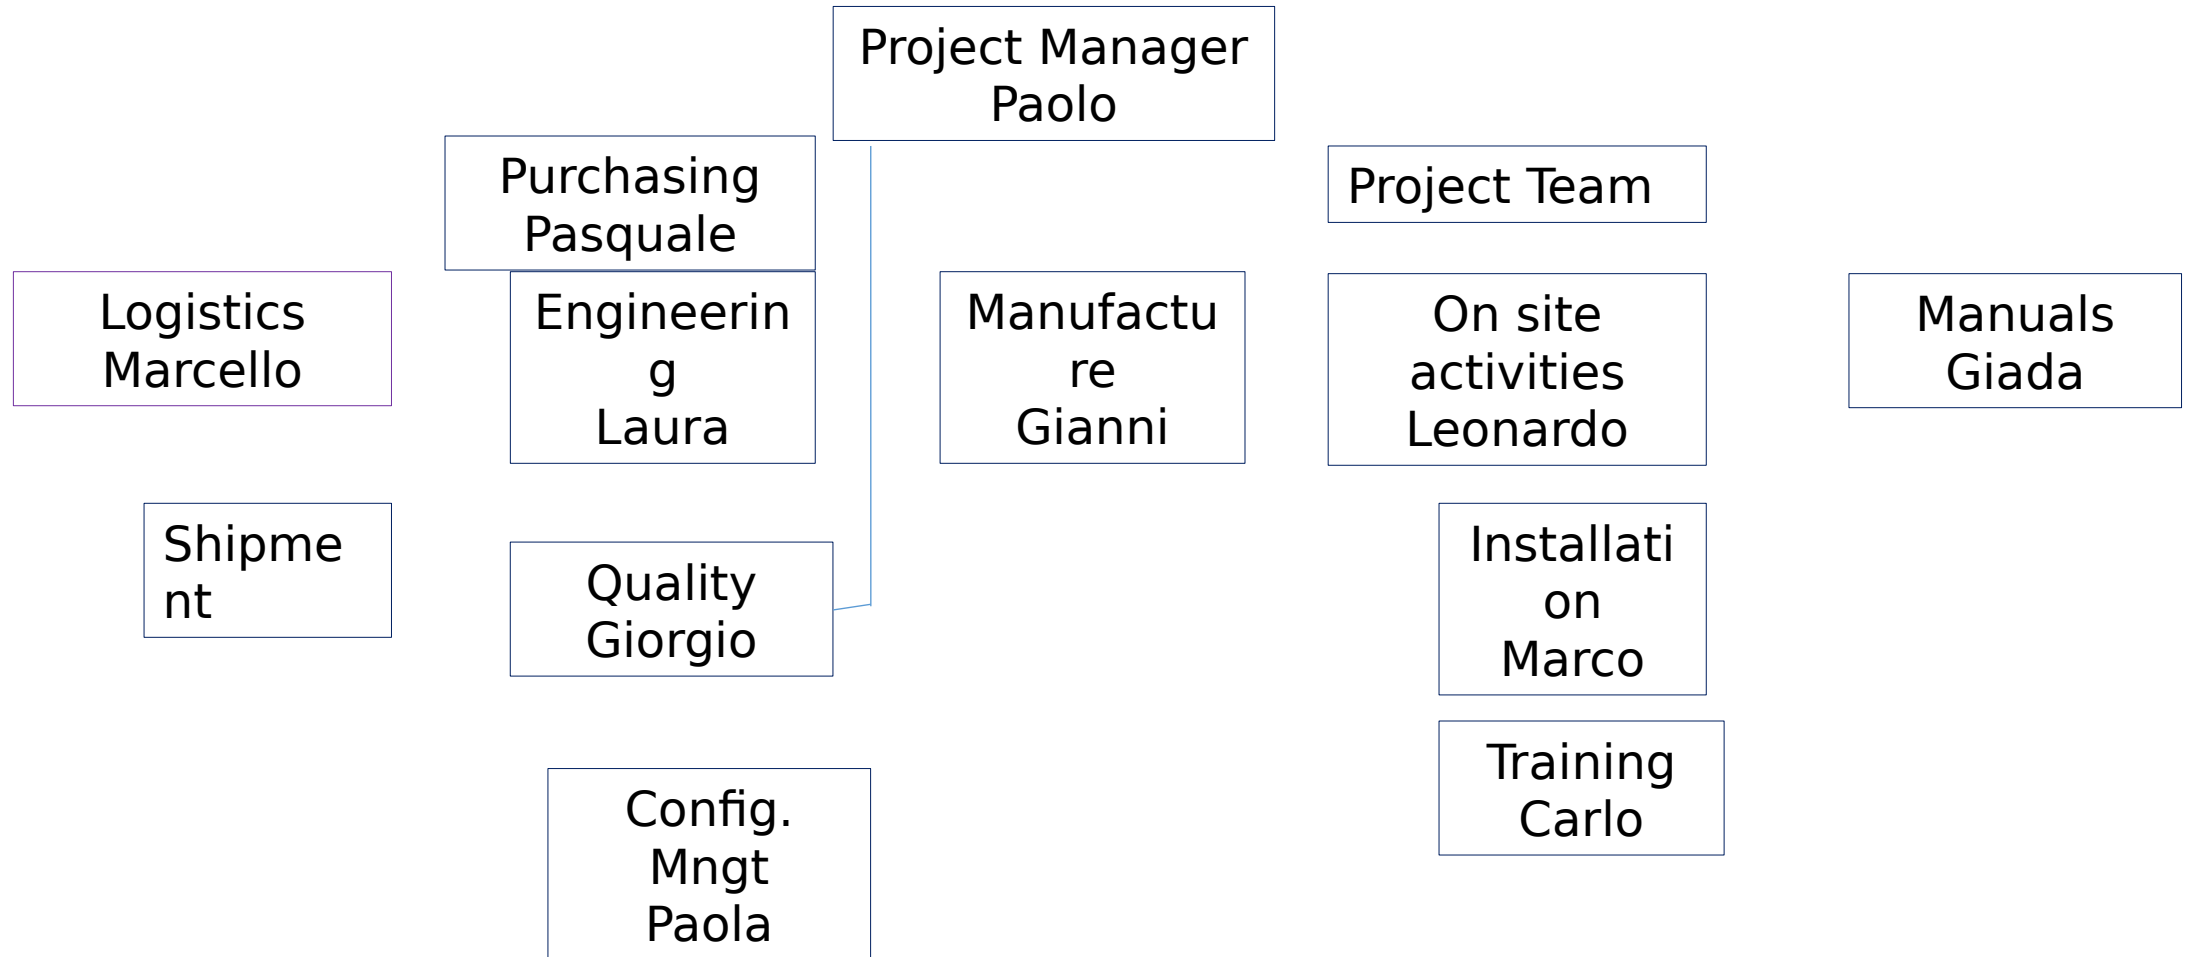 Project Manager
Paolo
Purchasing
Pasquale
Project Team
Logistics
Marcello
Engineerin
g
Laura
Manufactu
re
Gianni
On site
activities
Leonardo
Manuals
Giada
Shipme
nt
Quality
Giorgio
Installati
on
Marco
Training
Carlo
Config.
Mngt
Paola